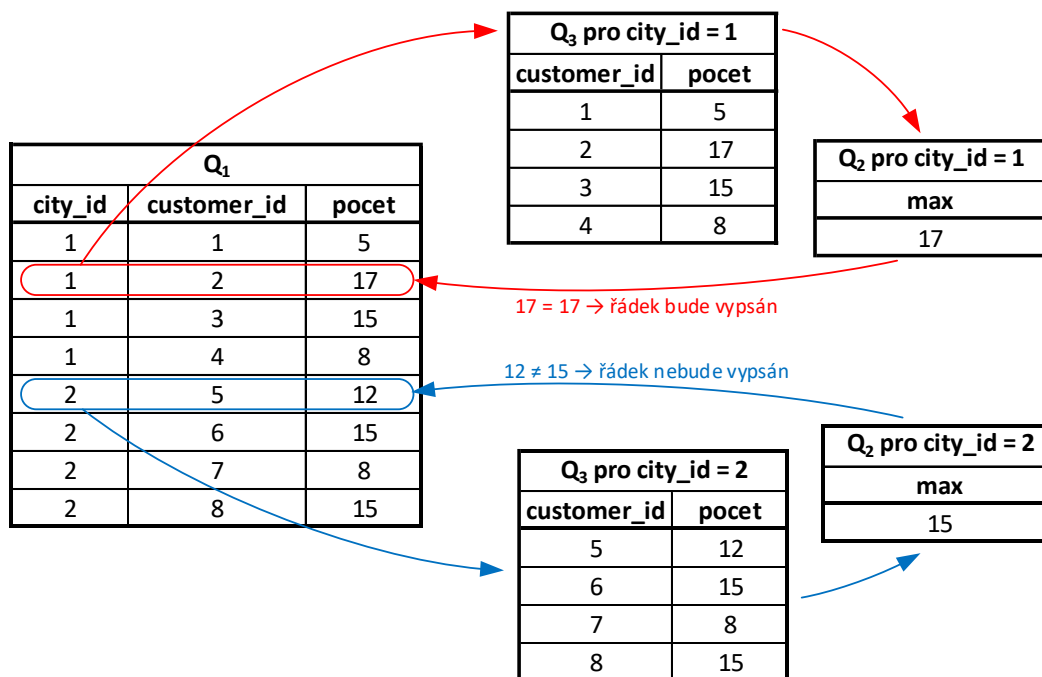 Q₁
city_id customer_id pocet
1 1 5
1 2 17
1 3 15
1 4 8
2 5 12
2 6 15
2 7 8
2 8 15
Q₃ pro city_id = 1
customer_id pocet
1 5
2 17
3 15
4 8
Q₂ pro city_id = 1
max
17
17 = 17 → řádek bude vypsán
12 ≠ 15 → řádek nebude vypsán
Q₃ pro city_id = 2
customer_id pocet
5 12
6 15
7 8
8 15
Q₂ pro city_id = 2
max
15